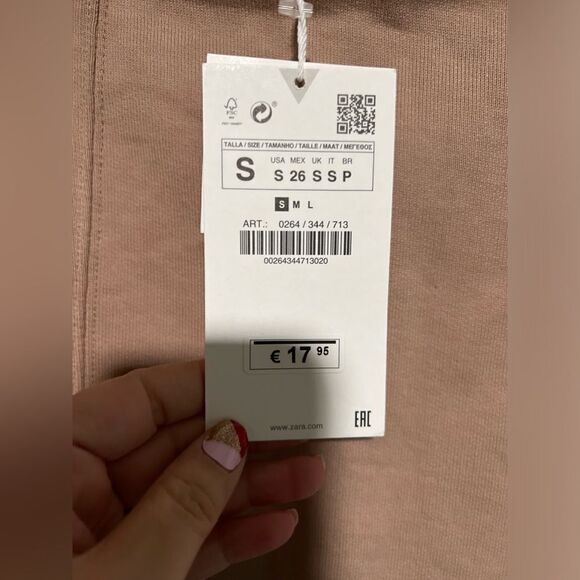 FSC
TALLA / SIZE / TAMANHO / TAILLE / MAAT / ΜΕΓΕΘΟΣ
USA MEX UK IT BR
S S 26 S S P
S M L
ART.: 0264 / 344 / 713
00264344713020
€ 17 95
www.zara.com
EAC